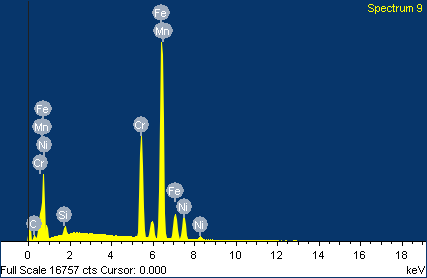 Spectrum 9
Fe
Mn
Fe
Mn
Ni
Cr
C
Si
Cr
Fe
Ni
Ni
0 2 4 6 8 10 12 14 16 18
Full Scale 16757 cts Cursor: 0.000 keV